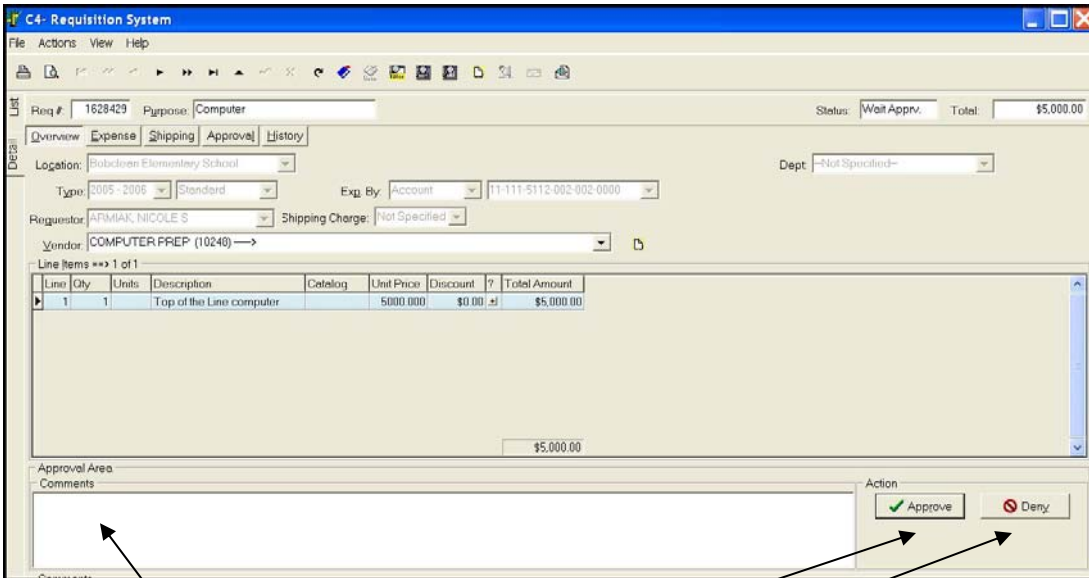 C4- Requisition System
File Actions View Help
List
Detail
Req #: 1628429 Purpose: Computer Status: Wait Apprv. Total: $5,000.00
Overview Expense Shipping Approval History
Location: Bobclean Elementary School Dept: --Not Specified--
Type: 2005 - 2006 Standard Exp. By: Account 11-111-5112-002-002-0000
Requestor: ARMIAK, NICOLE S Shipping Charge: Not Specified
Vendor: COMPUTER PREP (10248) --->
Line Items ==> 1 of 1
Line Qty Units Description Catalog Unit Price Discount ? Total Amount
1 1 Top of the Line computer 5000.000 $0.00 $5,000.00
$5,000.00
Approval Area
Comments Action
Approve Deny
Comments